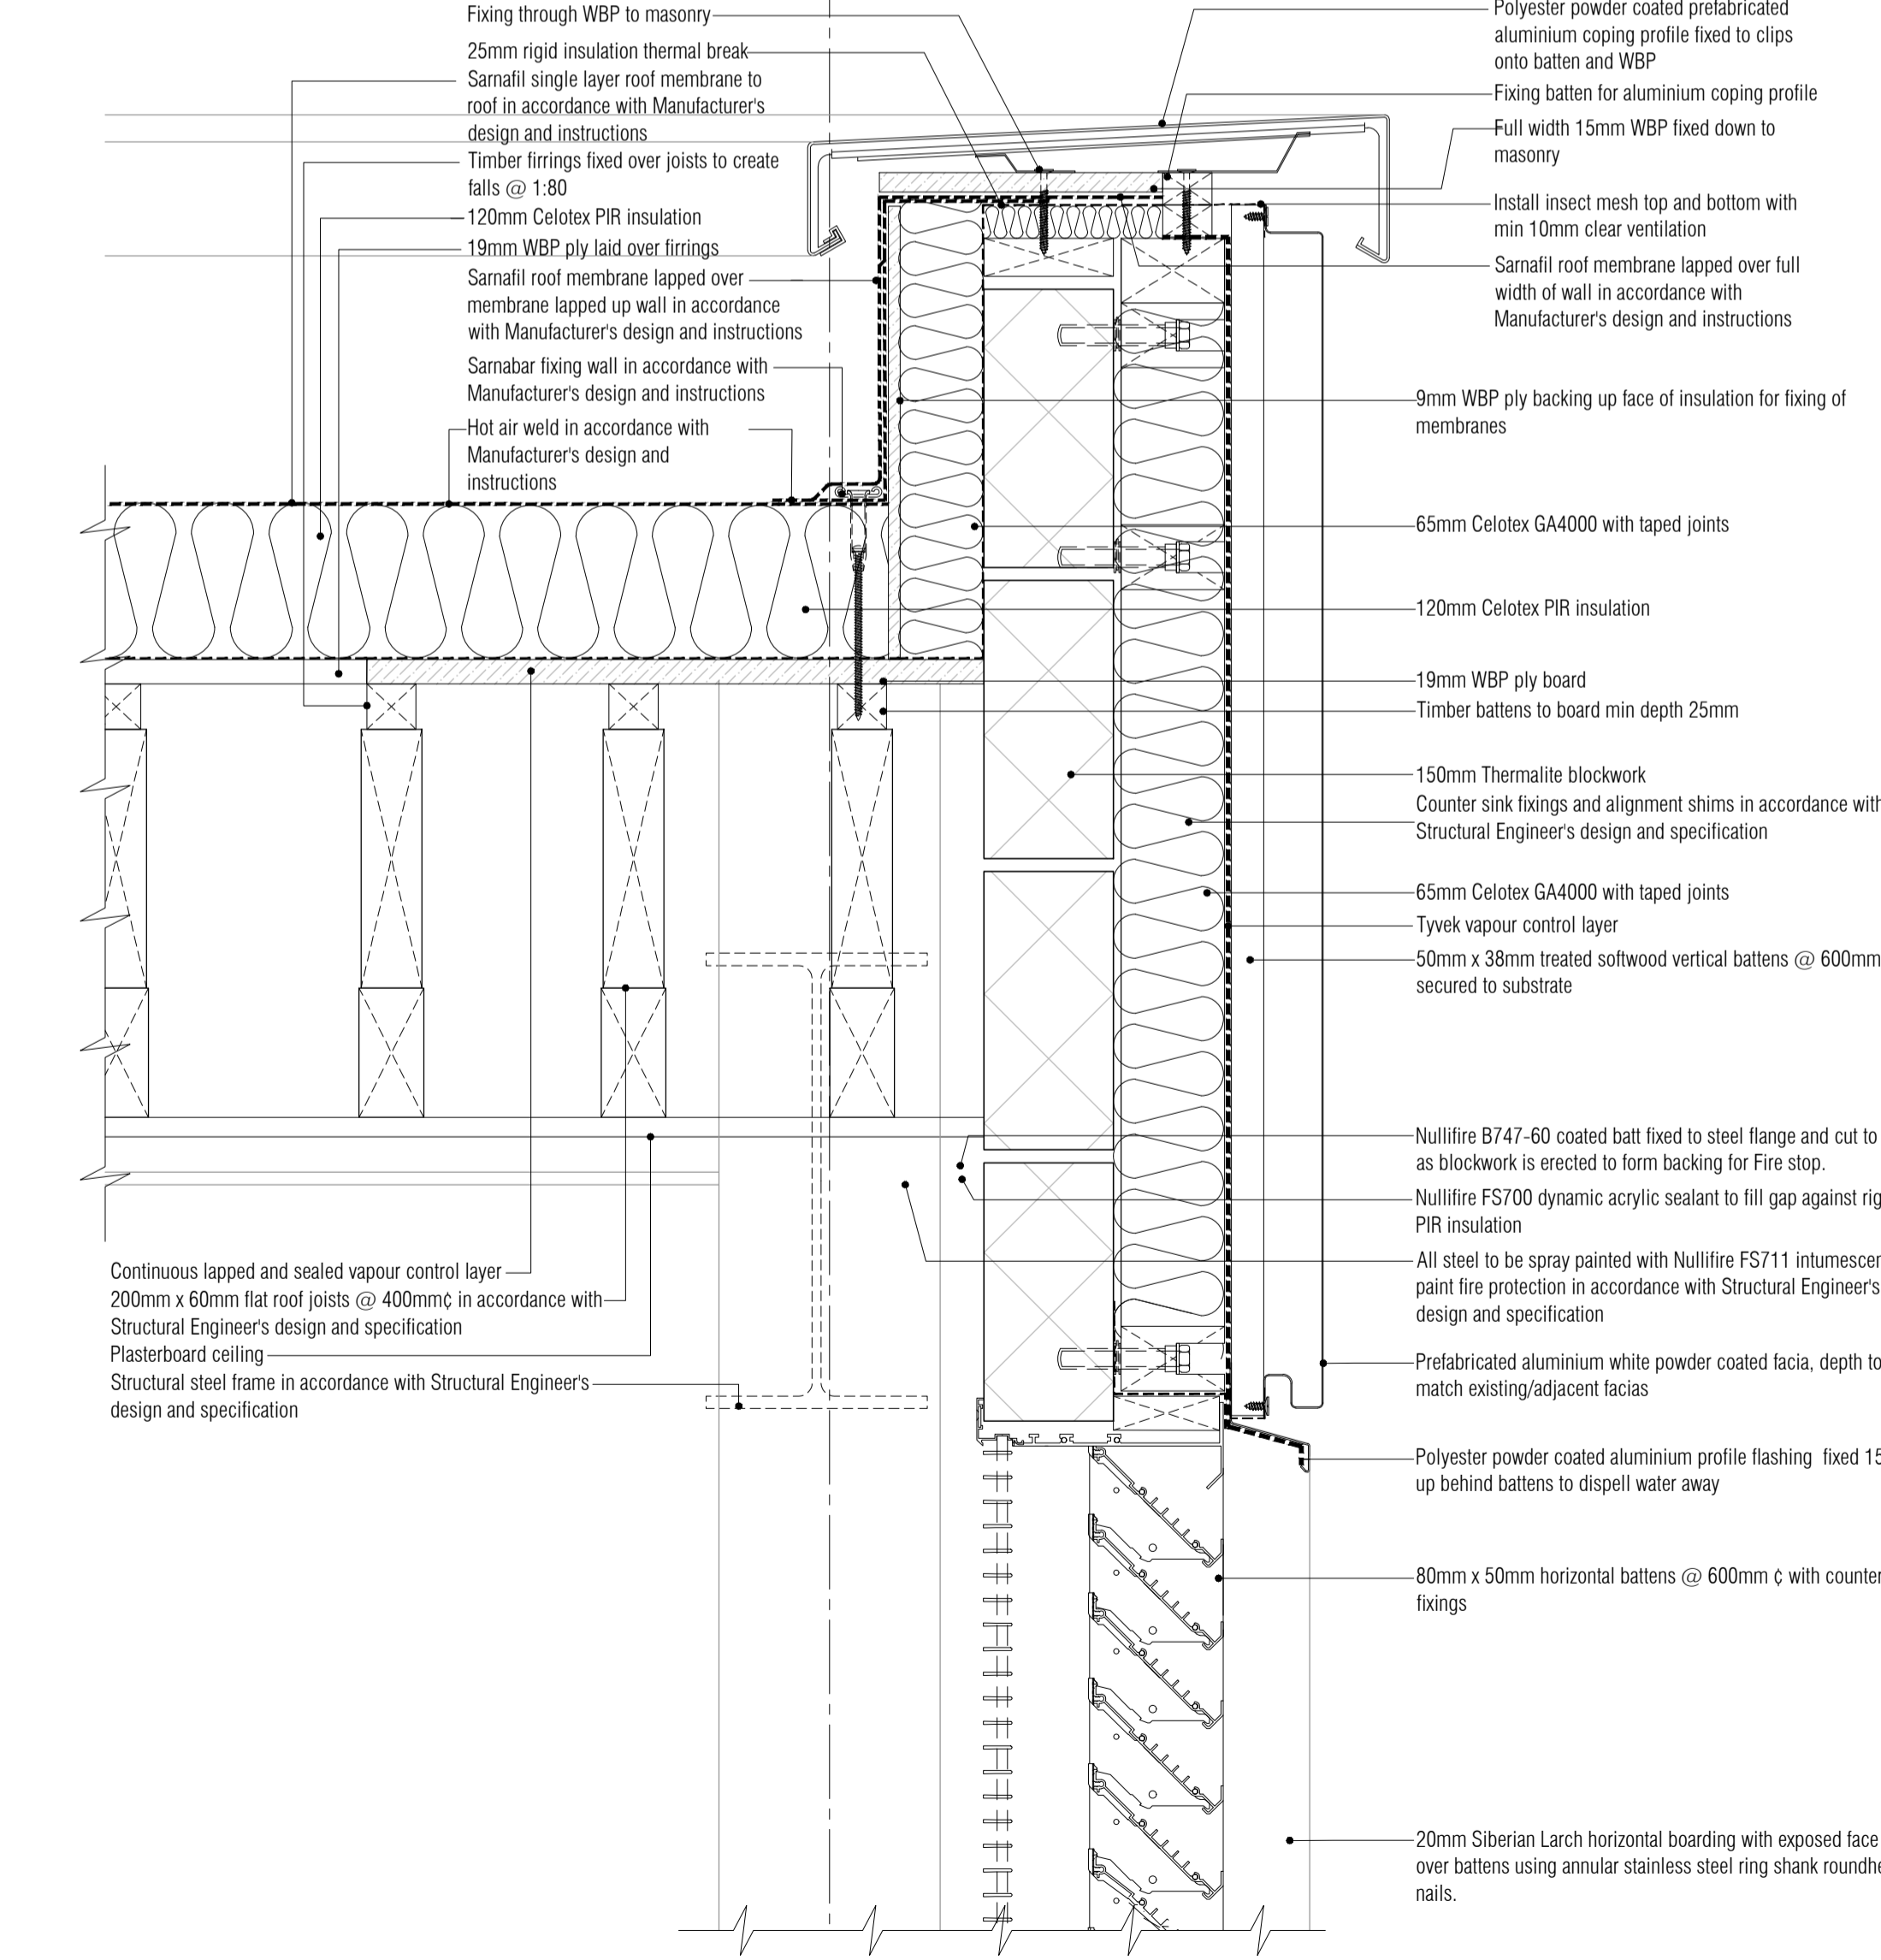 Fixing through WBP to masonry
25mm rigid insulation thermal break
Sarnafil single layer roof membrane to
roof in accordance with Manufacturer's
design and instructions
Timber firrings fixed over joists to create
falls @ 1:80
120mm Celotex PIR insulation
19mm WBP ply laid over firrings
Sarnafil roof membrane lapped over
membrane lapped up wall in accordance
with Manufacturer's design and instructions
Sarnabar fixing wall in accordance with
Manufacturer's design and instructions
Hot air weld in accordance with
Manufacturer's design and
instructions
Continuous lapped and sealed vapour control layer
200mm x 60mm flat roof joists @ 400mm¢ in accordance with
Structural Engineer's design and specification
Plasterboard ceiling
Structural steel frame in accordance with Structural Engineer's
design and specification
Polyester powder coated prefabricated
aluminium coping profile fixed to clips
onto batten and WBP
Fixing batten for aluminium coping profile
Full width 15mm WBP fixed down to
masonry
Install insect mesh top and bottom with
min 10mm clear ventilation
Sarnafil roof membrane lapped over full
width of wall in accordance with
Manufacturer's design and instructions
9mm WBP ply backing up face of insulation for fixing of
membranes
65mm Celotex GA4000 with taped joints
120mm Celotex PIR insulation
19mm WBP ply board
Timber battens to board min depth 25mm
150mm Thermalite blockwork
Counter sink fixings and alignment shims in accordance with
Structural Engineer's design and specification
65mm Celotex GA4000 with taped joints
Tyvek vapour control layer
50mm x 38mm treated softwood vertical battens @ 600mm
secured to substrate
Nullifire B747-60 coated batt fixed to steel flange and cut to
as blockwork is erected to form backing for Fire stop.
Nullifire FS700 dynamic acrylic sealant to fill gap against
PIR insulation
All steel to be spray painted with Nullifire FS711
paint fire protection in accordance with Structural Engineer's
design and specification
Prefabricated aluminium white powder coated facia, depth to
match existing/adjacent facias
Polyester powder coated aluminium profile flashing fixed
up behind battens to dispell water away
80mm x 50mm horizontal battens @ 600mm ¢ with counter
fixings
20mm Siberian Larch horizontal boarding with exposed face
over battens using annular stainless steel ring shank
nails.